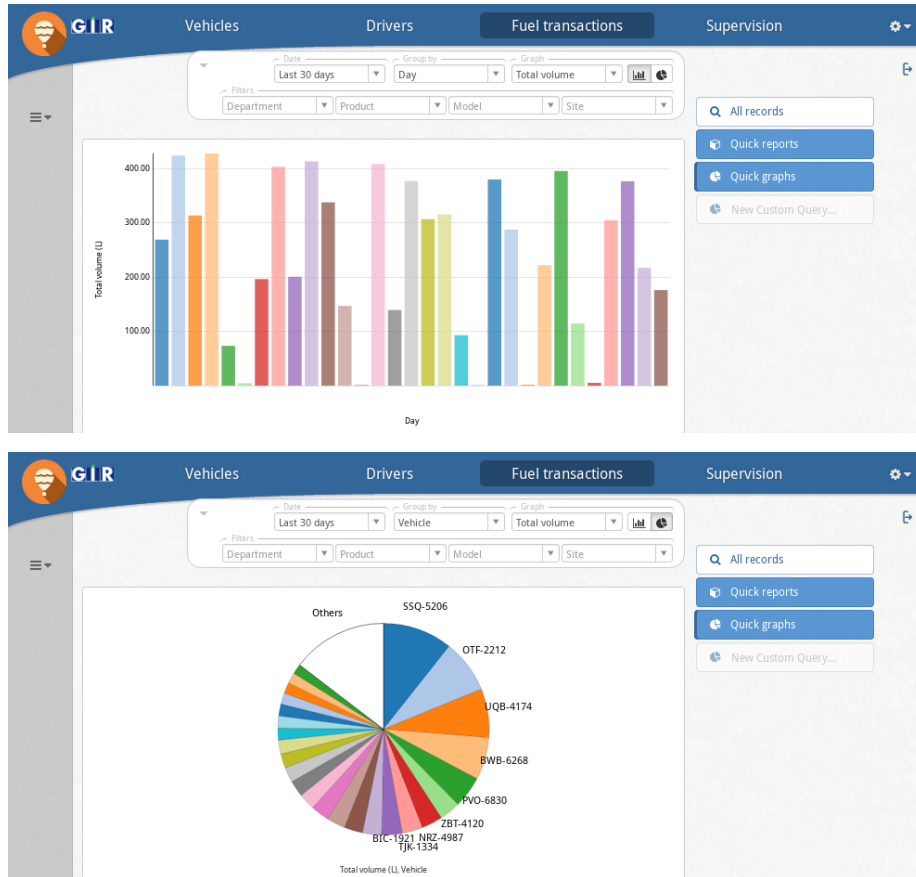 GIR Vehicles Drivers Fuel transactions Supervision
Date Group by Graph
Last 30 days Day Total volume
Filters
Department Product Model Site
All records
Quick reports
Quick graphs
New Custom Query...
400.00
300.00
200.00
100.00
Total volume (L)
Day
GIR Vehicles Drivers Fuel transactions Supervision
Date Group by Graph
Last 30 days Vehicle Total volume
Filters
Department Product Model Site
All records
Quick reports
Quick graphs
New Custom Query...
Others SSQ-5206
OTF-2212
UQB-4174
BWB-6268
PVO-6830
ZBT-4120
BIC-1921 NRZ-4987
TJK-1334
Total volume (L), Vehicle